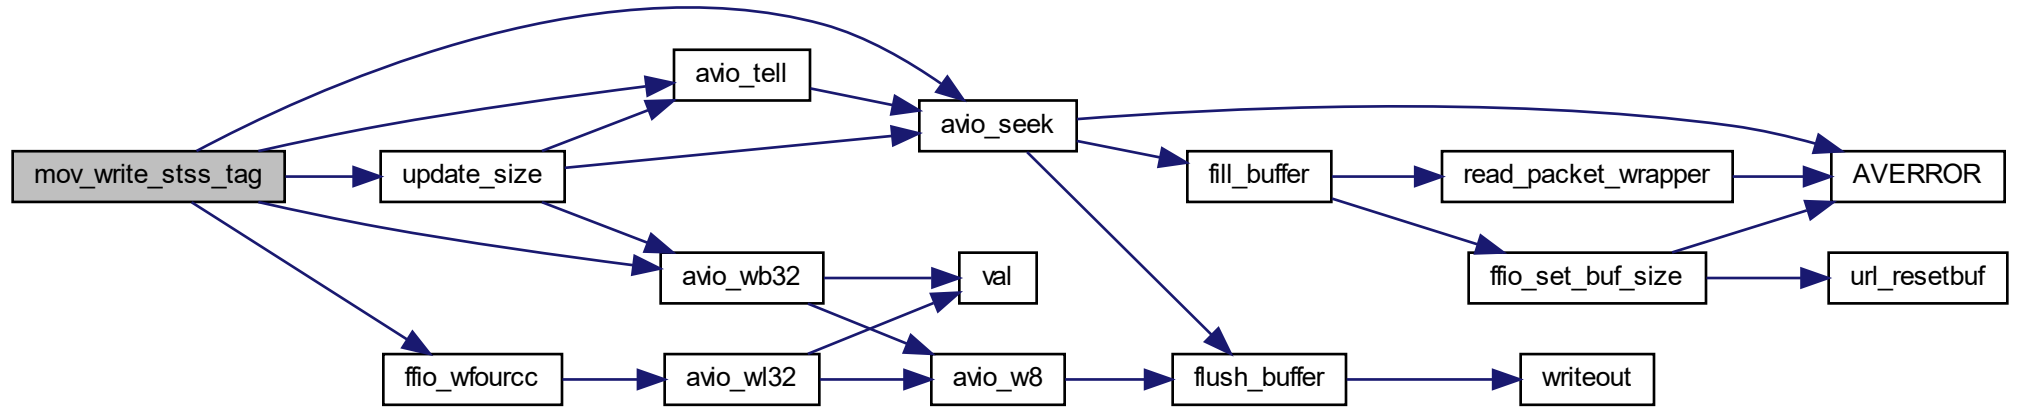 mov_write_stss_tag
update_size
ffio_wfourcc
avio_tell
avio_wb32
avio_wl32
avio_seek
val
avio_w8
fill_buffer
flush_buffer
read_packet_wrapper
ffio_set_buf_size
writeout
AVERROR
url_resetbuf